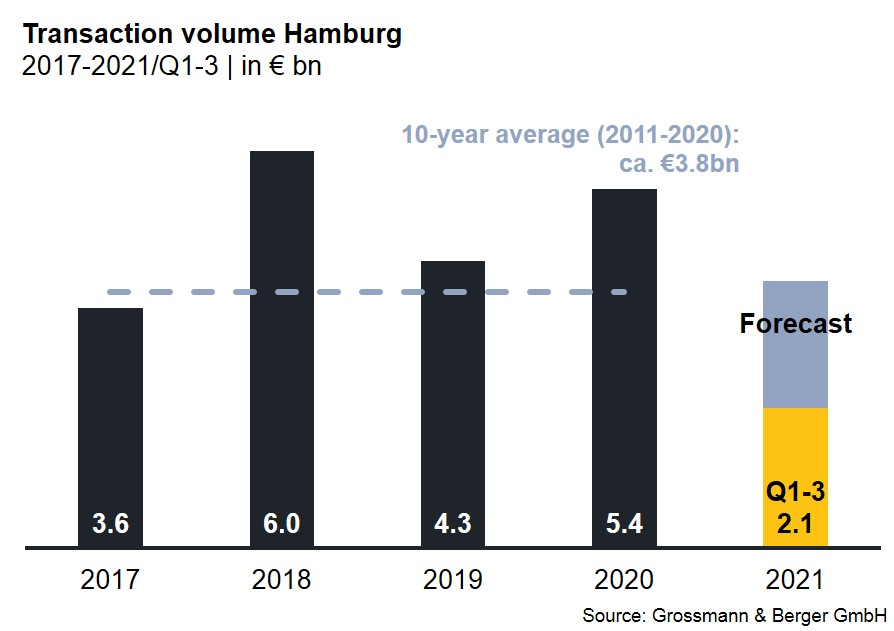 Transaction volume Hamburg
2017-2021/Q1-3 | in € bn
10-year average (2011-2020):
ca. €3.8bn
Forecast
Q1-3
3.6 6.0 4.3 5.4 2.1
2017 2018 2019 2020 2021
Source: Grossmann & Berger GmbH